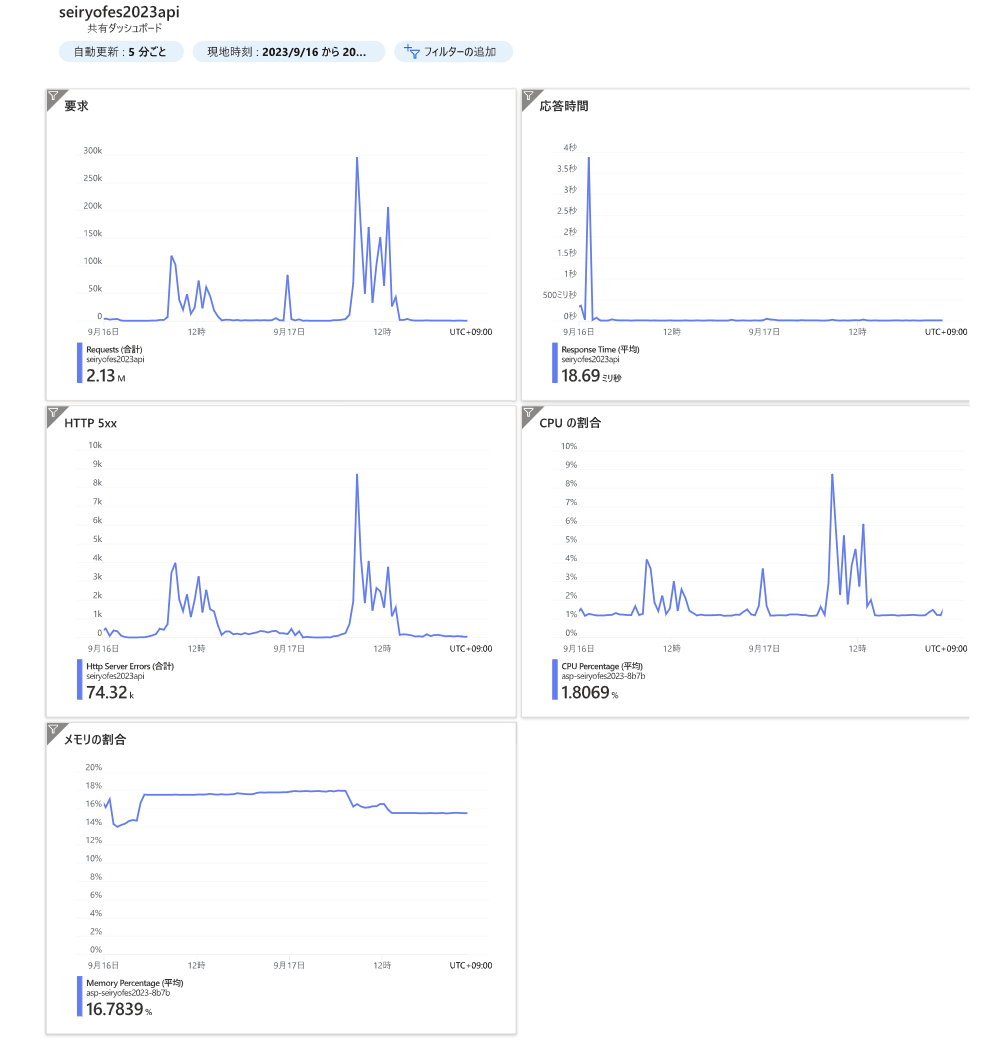 seiryofes2023api
共有ダッシュボード
自動更新 : 5 分ごと
現地時刻 : 2023/9/16 から 20...
フィルターの追加
要求
300k
250k
200k
150k
100k
50k
0
9月16日 12時 9月17日 12時 UTC+09:00
Requests (合計)
seiryofes2023api
2.13 M
応答時間
4秒
3.5秒
3秒
2.5秒
2秒
1.5秒
1秒
500ミリ秒
0秒
9月16日 12時 9月17日 12時 UTC+09:00
Response Time (平均)
seiryofes2023api
18.69 ミリ秒
HTTP 5xx
10k
9k
8k
7k
6k
5k
4k
3k
2k
1k
0
9月16日 12時 9月17日 12時 UTC+09:00
Http Server Errors (合計)
seiryofes2023api
74.32 k
CPU の割合
10%
9%
8%
7%
6%
5%
4%
3%
2%
1%
0%
9月16日 12時 9月17日 12時 UTC+09:00
CPU Percentage (平均)
asp-seiryofes2023-8b7b
1.8069 %
メモリの割合
20%
18%
16%
14%
12%
10%
8%
6%
4%
2%
0%
9月16日 12時 9月17日 12時 UTC+09:00
Memory Percentage (平均)
asp-seiryofes2023-8b7b
16.7839 %